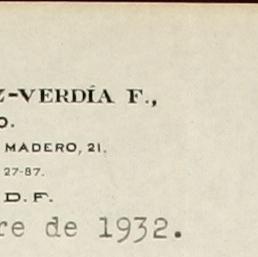 Z-VERDÍA F.,
O.
MADERO, 21.
27-87.
D. F.
re de 1932.